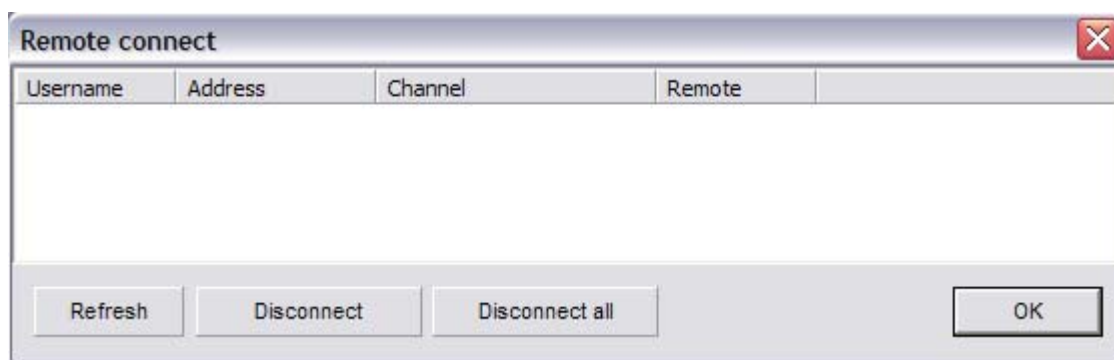 Remote connect
Username Address Channel Remote
Refresh Disconnect Disconnect all OK